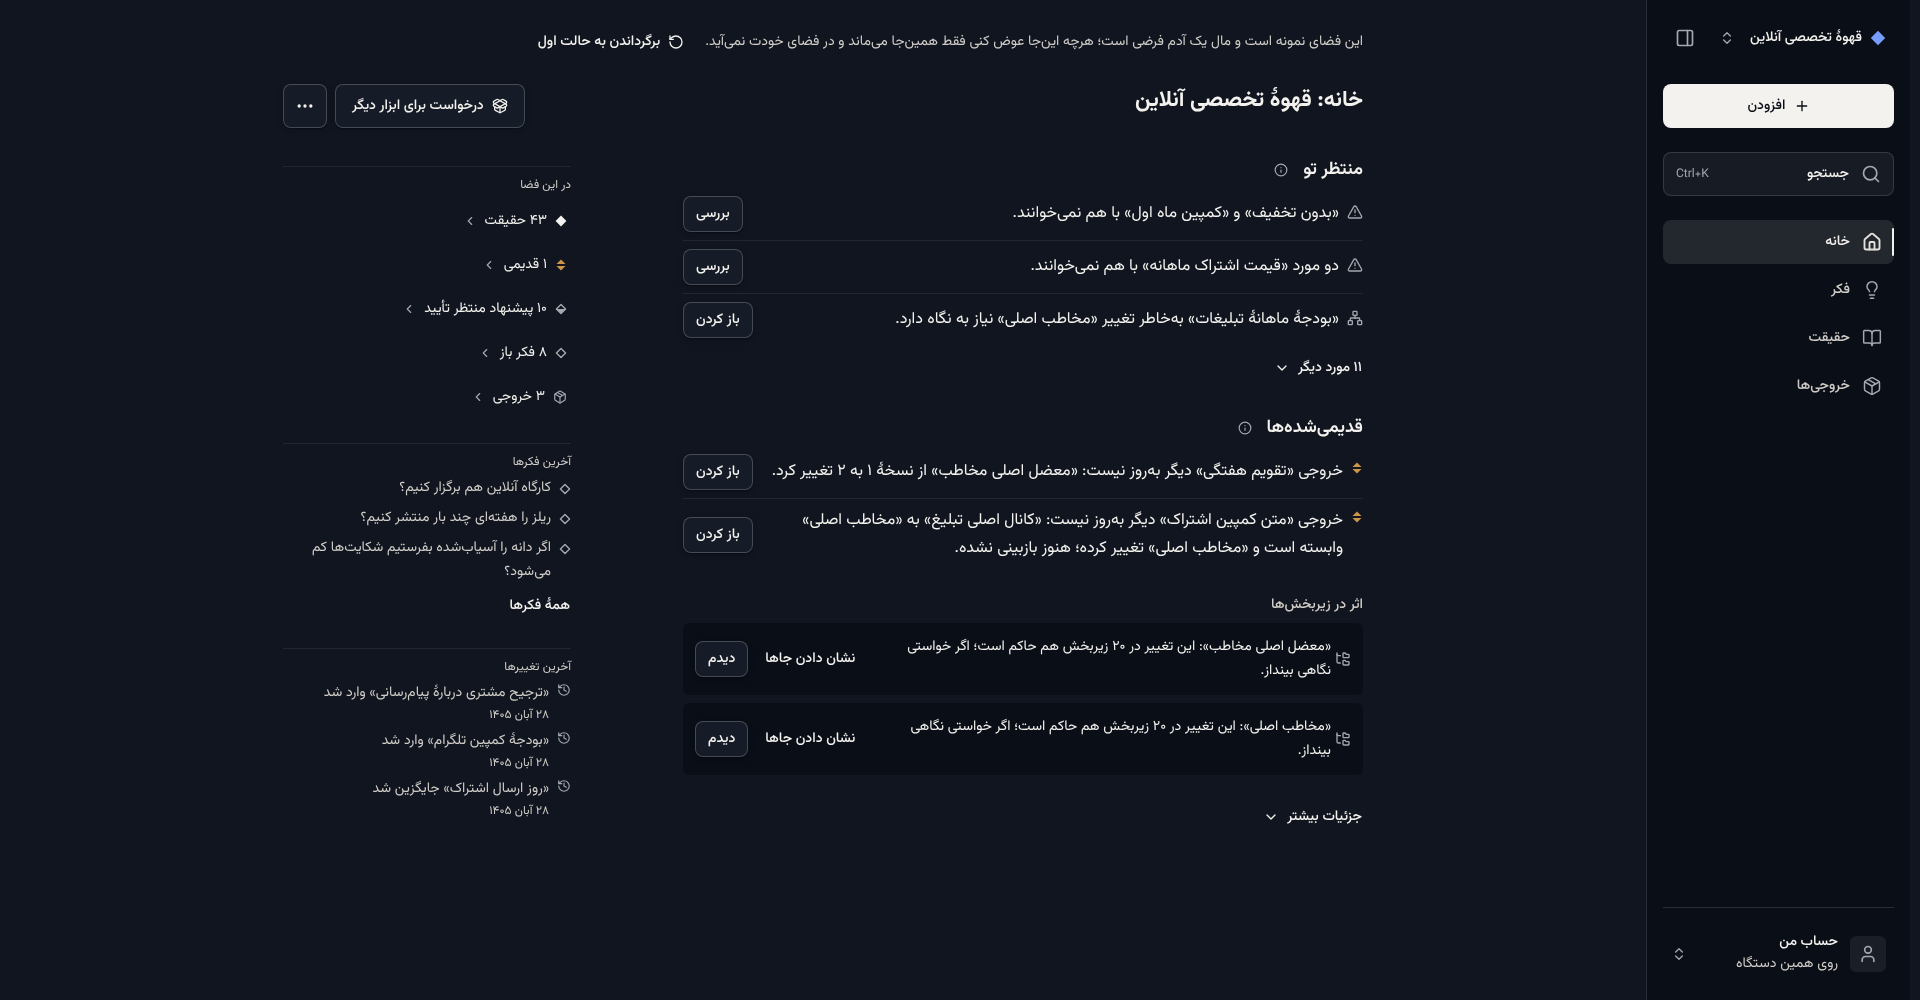 قهوهٔ تخصصی آنلاین
افزودن
جستجو
Ctrl+K
خانه
فکر
حقیقت
خروجی‌ها
حساب من
روی همین دستگاه
این فضای نمونه است و مال یک آدم فرضی است؛ هرچه این‌جا عوض کنی فقط همین‌جا می‌ماند و در فضای خودت نمی‌آید.
برگرداندن به حالت اول
خانه: قهوهٔ تخصصی آنلاین
درخواست برای ابزار دیگر
منتظر تو
«بدون تخفیف» و «کمپین ماه اول» با هم نمی‌خوانند.
بررسی
دو مورد «قیمت اشتراک ماهانه» با هم نمی‌خوانند.
بررسی
«بودجهٔ ماهانهٔ تبلیغات» به‌خاطر تغییر «مخاطب اصلی» نیاز به نگاه دارد.
باز کردن
۱۱ مورد دیگر
قدیمی‌شده‌ها
خروجی «تقویم هفتگی» دیگر به‌روز نیست: «معضل اصلی مخاطب» از نسخهٔ ۱ به ۲ تغییر کرد.
باز کردن
خروجی «متن کمپین اشتراک» دیگر به‌روز نیست: «کانال اصلی تبلیغ» به «مخاطب اصلی»
وابسته است و «مخاطب اصلی» تغییر کرده؛ هنوز بازبینی نشده.
باز کردن
اثر در زیربخش‌ها
«معضل اصلی مخاطب»: این تغییر در ۲۰ زیربخش هم حاکم است؛ اگر خواستی
نگاهی بینداز.
نشان دادن جاها
دیدم
«مخاطب اصلی»: این تغییر در ۲۰ زیربخش هم حاکم است؛ اگر خواستی نگاهی
بینداز.
نشان دادن جاها
دیدم
جزئیات بیشتر
در این فضا
۴۳ حقیقت
۱ قدیمی
۱۰ پیشنهاد منتظر تأیید
۸ فکر باز
۳ خروجی
آخرین فکرها
کارگاه آنلاین هم برگزار کنیم؟
ریلز را هفته‌ای چند بار منتشر کنیم؟
اگر دانه را آسیاب‌شده بفرستیم شکایت‌ها کم
می‌شود؟
همهٔ فکرها
آخرین تغییرها
«ترجیح مشتری دربارهٔ پیام‌رسانی» وارد شد
۲۸ آبان ۱۴۰۵
«بودجهٔ کمپین تلگرام» وارد شد
۲۸ آبان ۱۴۰۵
«روز ارسال اشتراک» جایگزین شد
۲۸ آبان ۱۴۰۵